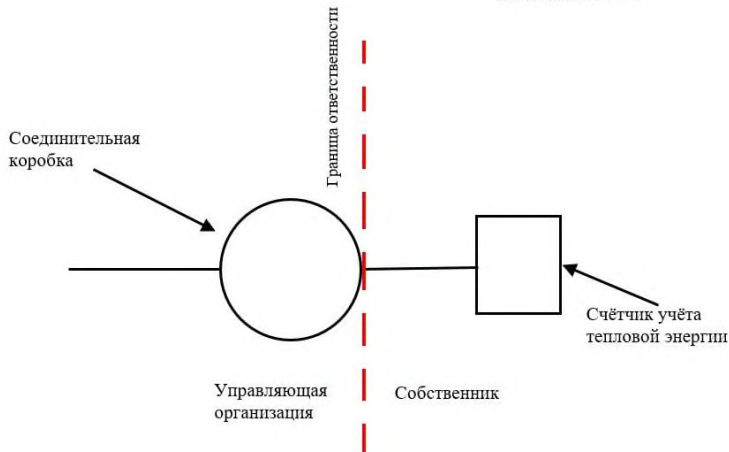 Граница ответственности
Соединительная
коробка
Счётчик учёта
тепловой энергии
Управляющая
организация
Собственник